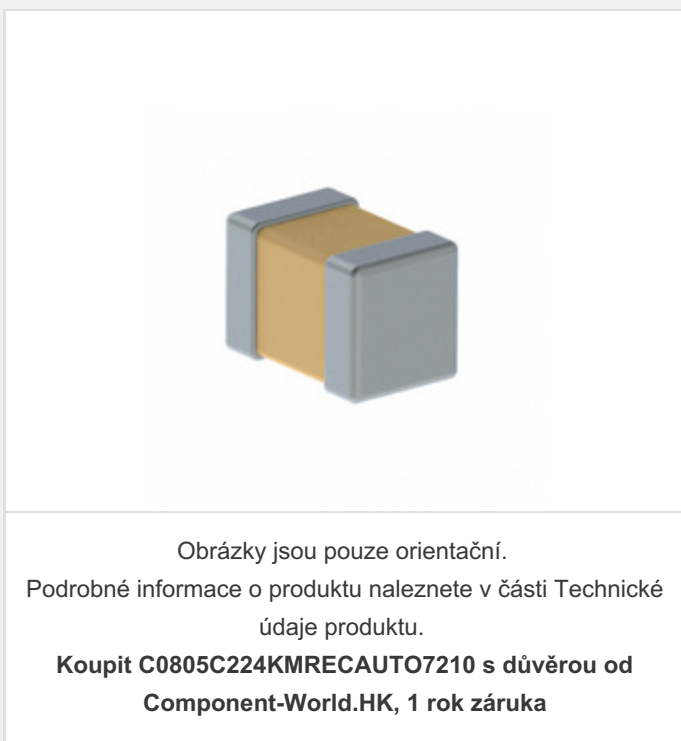 Obrázky jsou pouze orientační.
Podrobné informace o produktu naleznete v části Technické
údaje produktu.
Koupit C0805C224KMRECAUTO7210 s důvěrou od
Component-World.HK, 1 rok záruka